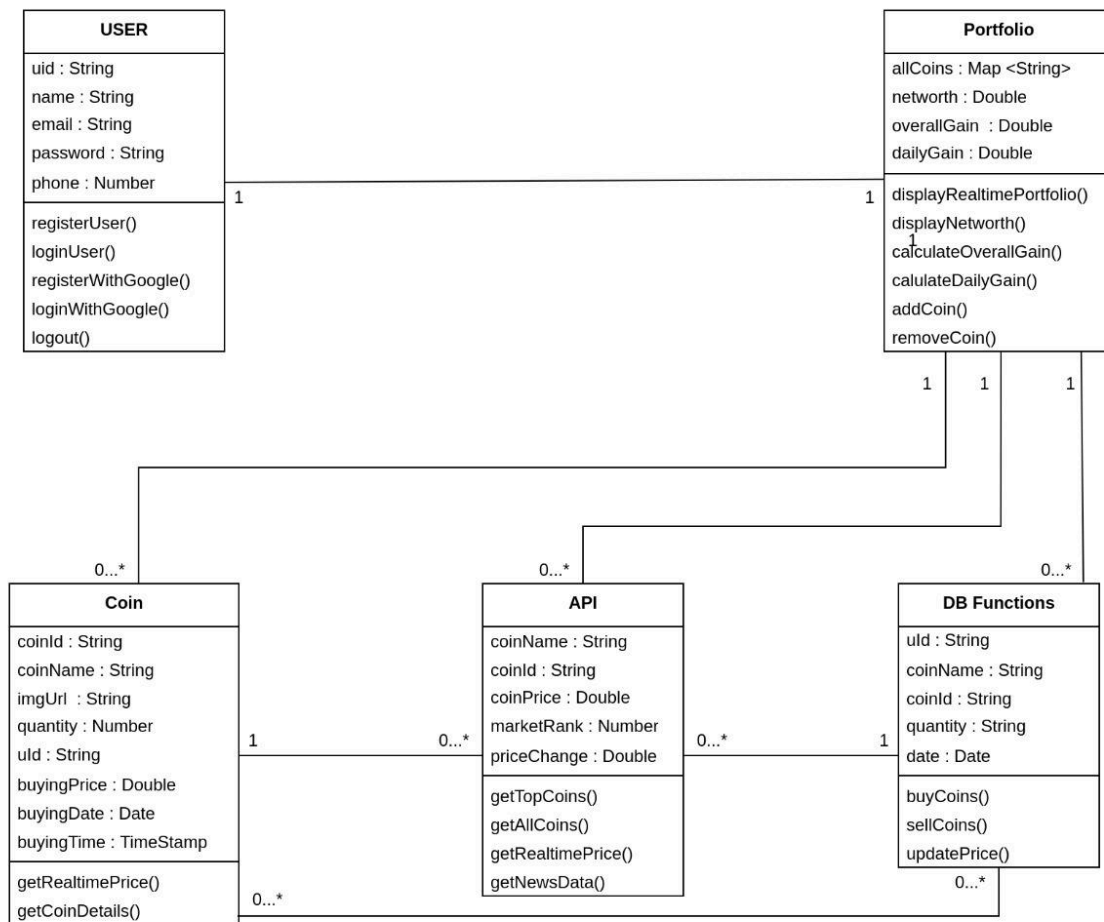 USER
uid : String
name : String
email : String
password : String
phone : Number
registerUser()
loginUser()
registerWithGoogle()
loginWithGoogle()
logout()
1
1
Portfolio
allCoins : Map <String>
networth : Double
overallGain : Double
dailyGain : Double
displayRealtimePortfolio()
displayNetworth()
1
calculateOverallGain()
calulateDailyGain()
addCoin()
removeCoin()
1
1
1
0...*
0...*
0...*
Coin
coinId : String
coinName : String
imgUrl : String
quantity : Number
uId : String
buyingPrice : Double
buyingDate : Date
buyingTime : TimeStamp
getRealtimePrice()
getCoinDetails()
1
0...*
API
coinName : String
coinId : String
coinPrice : Double
marketRank : Number
priceChange : Double
getTopCoins()
getAllCoins()
getRealtimePrice()
getNewsData()
0...*
1
DB Functions
uId : String
coinName : String
coinId : String
quantity : String
date : Date
buyCoins()
sellCoins()
updatePrice()
0...*
0...*